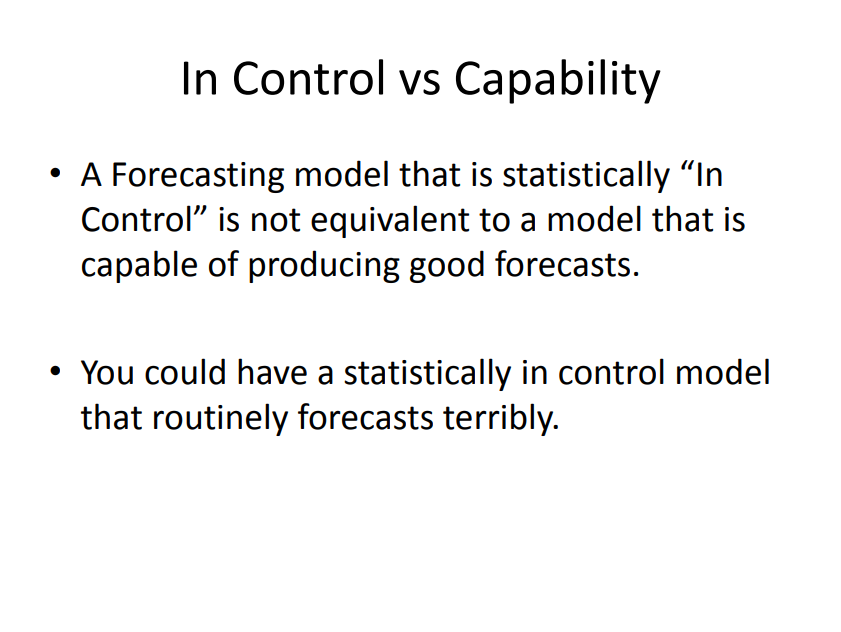 In Control vs Capability
• A Forecasting model that is statistically “In
Control” is not equivalent to a model that is
capable of producing good forecasts.
• You could have a statistically in control model
that routinely forecasts terribly.